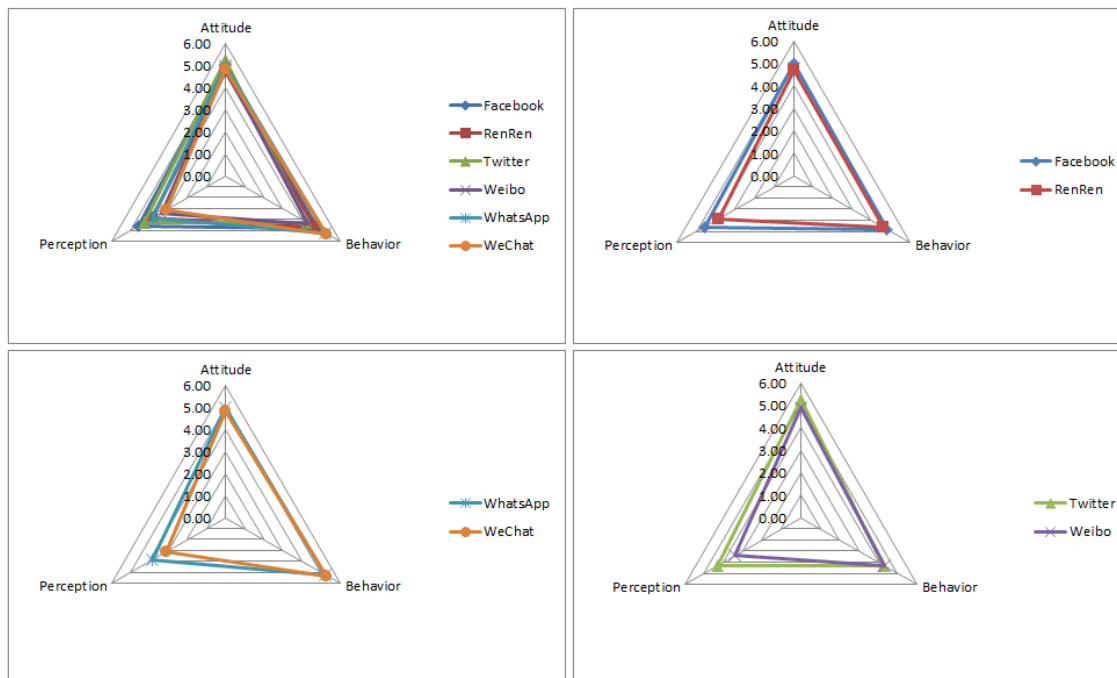 Attitude
6.00
5.00
4.00
3.00
2.00
1.00
0.00
Perception
Behavior
Facebook
RenRen
Twitter
Weibo
WhatsApp
WeChat
Attitude
6.00
5.00
4.00
3.00
2.00
1.00
0.00
Perception
Behavior
Facebook
RenRen
Attitude
6.00
5.00
4.00
3.00
2.00
1.00
0.00
Perception
Behavior
WhatsApp
WeChat
Attitude
6.00
5.00
4.00
3.00
2.00
1.00
0.00
Perception
Behavior
Twitter
Weibo